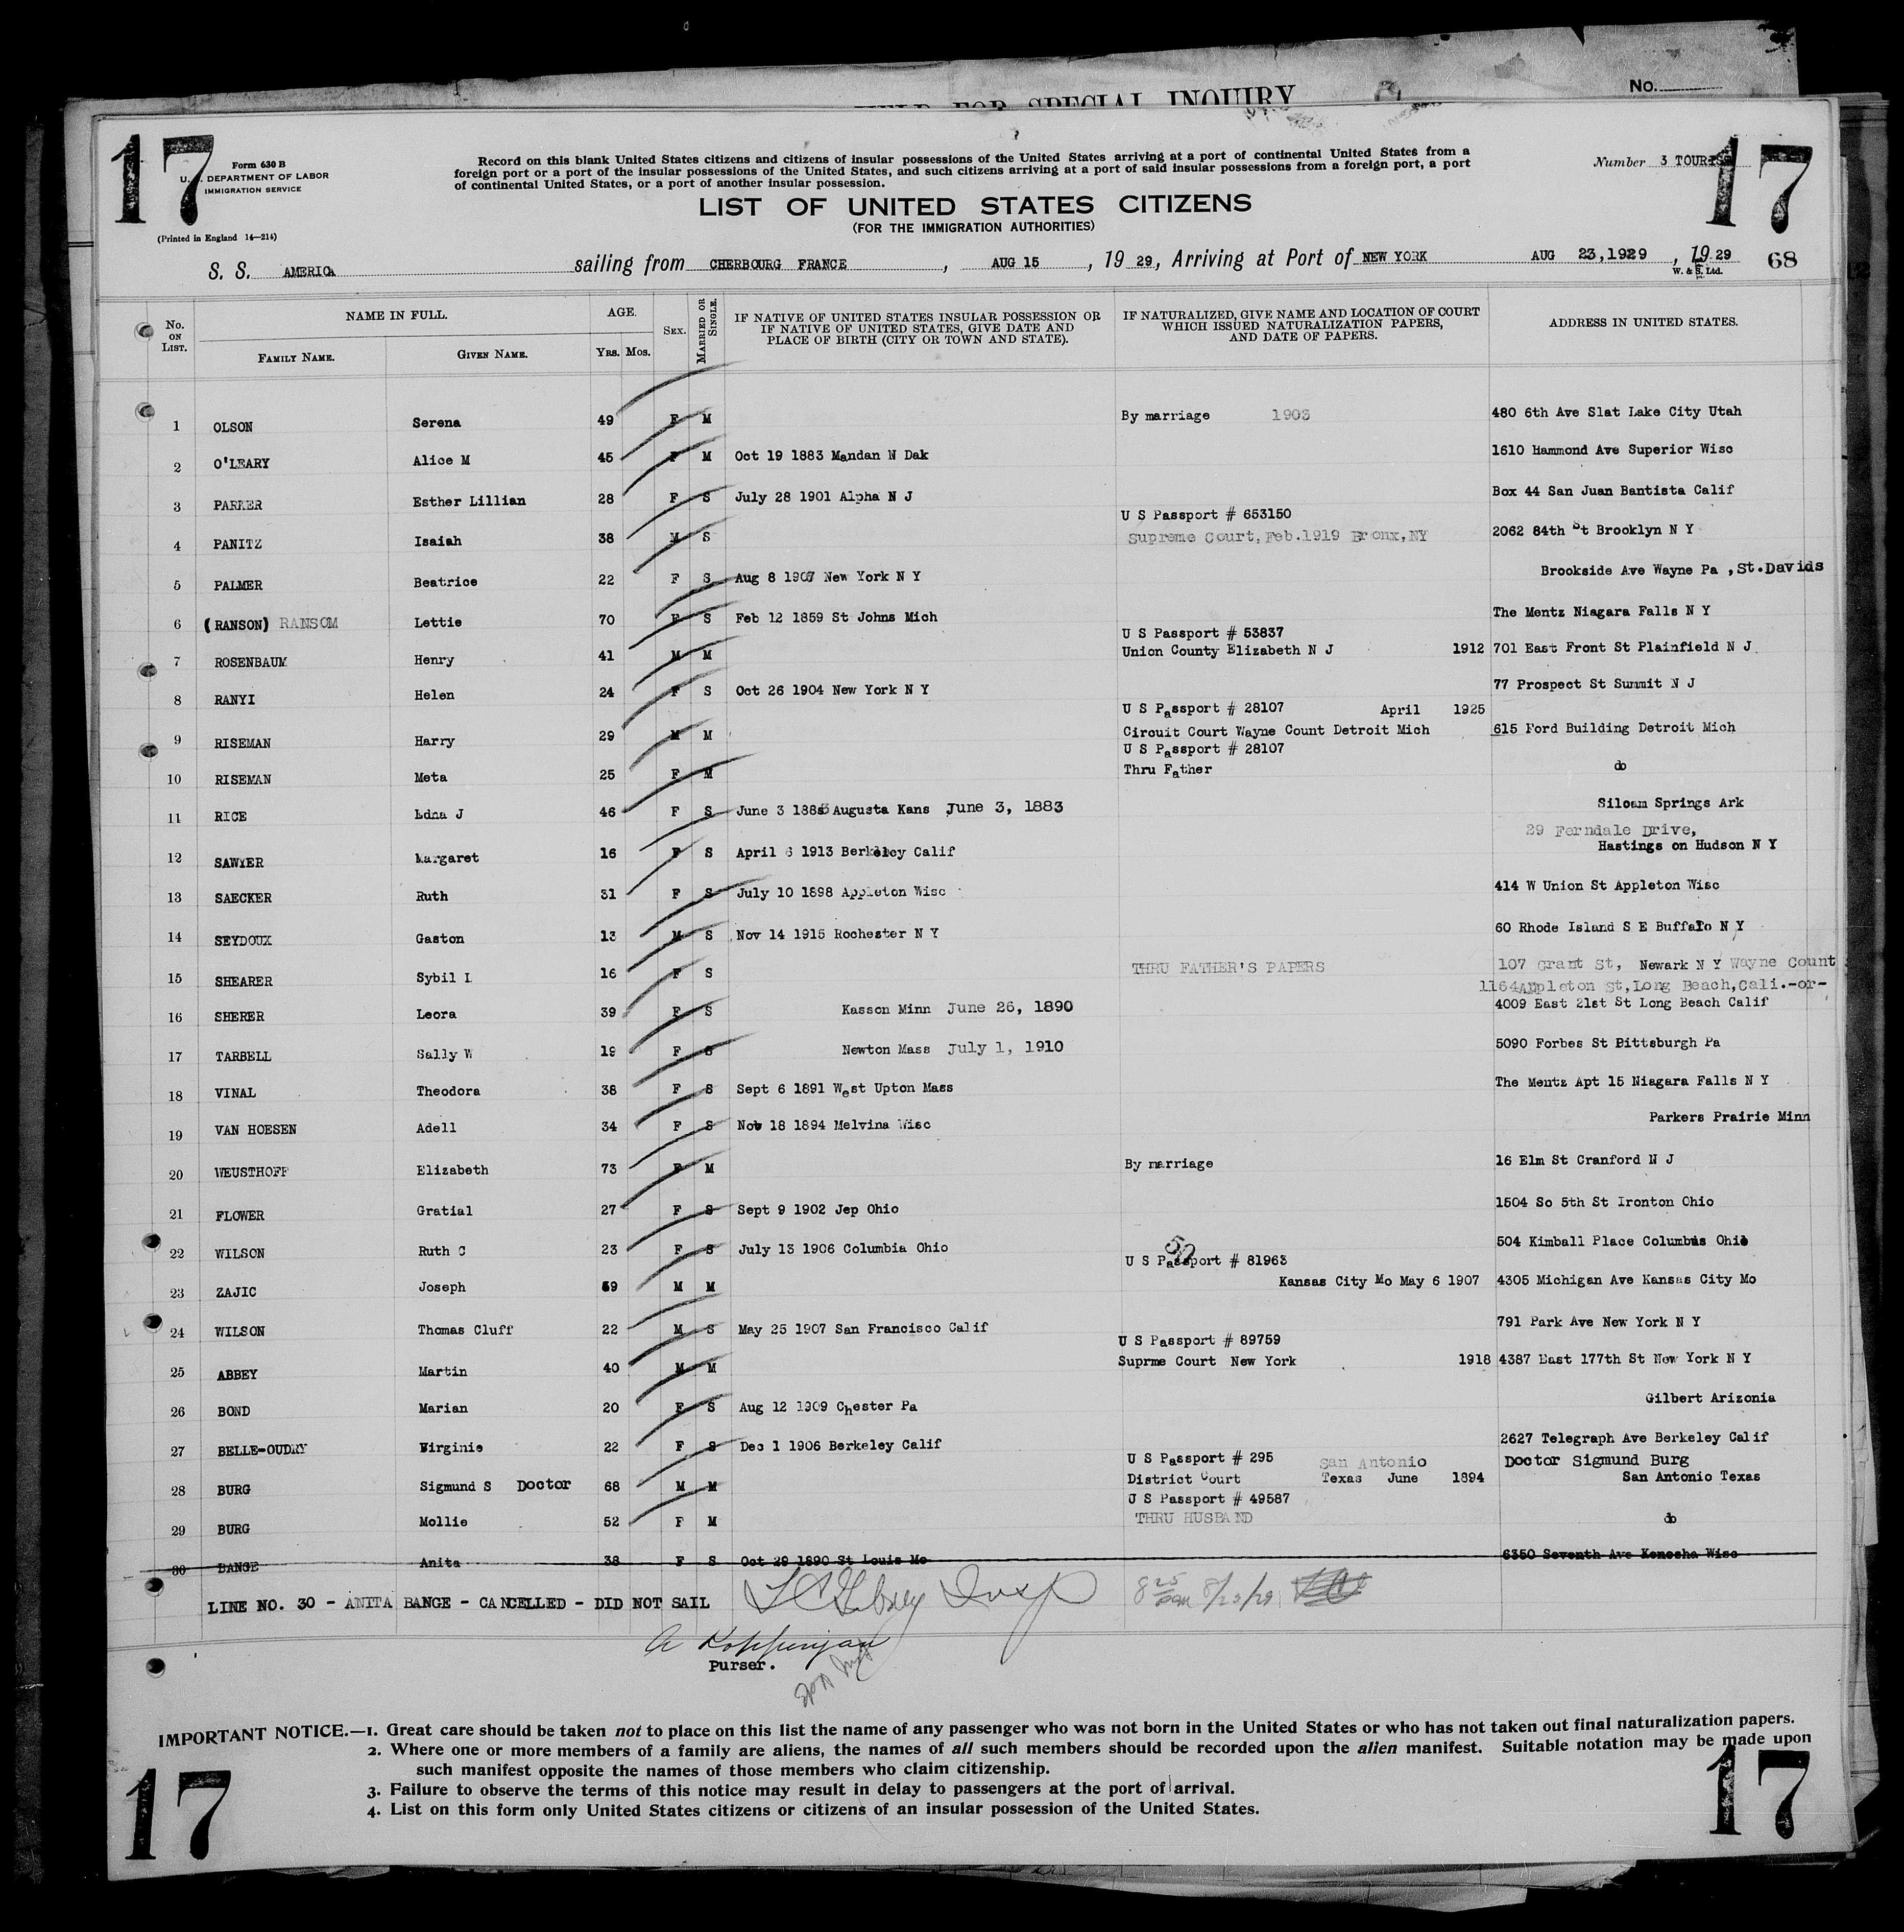 HELD FOR SPECIAL INQUIRY
No.
17
17
Form 630 B
U. S. DEPARTMENT OF LABOR
IMMIGRATION SERVICE
(Printed in England 14—214)
Record on this blank United States citizens and citizens of insular possessions of the United States arriving at a port of continental United States from a
foreign port or a port of the insular possessions of the United States, and such citizens arriving at a port of said insular possessions from a foreign port, a port
of continental United States, or a port of another insular possession.
Number 3 TOURIST
LIST OF UNITED STATES CITIZENS
(FOR THE IMMIGRATION AUTHORITIES)
S. S. AMERICA sailing from CHERBOURG FRANCE, AUG 15, 19 29, Arriving at Port of NEW YORK AUG 23,1929, 19 29 68
W. & S. Ltd.
No. ON LIST. NAME IN FULL. FAMILY NAME. GIVEN NAME. AGE. Yrs. Mos. SEX. MARRIED OR SINGLE. IF NATIVE OF UNITED STATES INSULAR POSSESSION OR IF NATIVE OF UNITED STATES, GIVE DATE AND PLACE OF BIRTH (CITY OR TOWN AND STATE). IF NATURALIZED, GIVE NAME AND LOCATION OF COURT WHICH ISSUED NATURALIZATION PAPERS, AND DATE OF PAPERS. ADDRESS IN UNITED STATES.
1 OLSON Serena 49 F M By marriage 1903 480 6th Ave Slat Lake City Utah
2 O'LEARY Alice M 45 F M Oct 19 1883 Mandan N Dak 1610 Hammond Ave Superior Wisc
3 PARKER Esther Lillian 28 F S July 28 1901 Alpha N J Box 44 San Juan Bantista Calif
U S Passport # 653150
4 PANITZ Isaiah 38 M S Supreme Court, Feb.1919 Bronx, NY 2062 84th St Brooklyn N Y
5 PALMER Beatrice 22 F S Aug 8 1907 New York N Y Brookside Ave Wayne Pa ,St.Davids
6 (RANSON) RANSOM Lettie 70 F S Feb 12 1859 St Johns Mich The Mentz Niagara Falls N Y
U S Passport # 53837
7 ROSENBAUM Henry 41 M M Union County Elizabeth N J 1912 701 East Front St Plainfield N J
8 RANYI Helen 24 F S Oct 26 1904 New York N Y 77 Prospect St Summit N J
U S Passport # 28107 April 1925
9 RISEMAN Harry 29 M M Circuit Court Wayne Count Detroit Mich 615 Ford Building Detroit Mich
U S Passport # 28107
10 RISEMAN Meta 25 F M Thru Father do
11 RICE Edna J 46 F S June 3 1883 Augusta Kans June 3, 1883 Siloam Springs Ark
29 Ferndale Drive,
12 SAWYER Margaret 16 F S April 6 1913 Berkeley Calif Hastings on Hudson N Y
13 SAECKER Ruth 31 F S July 10 1898 Appleton Wisc 414 W Union St Appleton Wisc
14 SEYDOUX Gaston 13 M S Nov 14 1915 Rochester N Y 60 Rhode Island S E Buffalo N Y
15 SHEARER Sybil I 16 F S THRU FATHER'S PAPERS 107 Grant St, Newark N Y Wayne Count
1164 Appleton St, Long Beach, Cali.-or-
16 SHERER Leora 39 F S Kasson Minn June 26, 1890 4009 East 21st St Long Beach Calif
17 TARBELL Sally W 19 F S Newton Mass July 1, 1910 5090 Forbes St Pittsburgh Pa
18 VINAL Theodora 38 F S Sept 6 1891 West Upton Mass The Mentz Apt 15 Niagara Falls N Y
19 VAN HOESEN Adell 34 F S Nov 18 1894 Melvina Wisc Parkers Prairie Minn
20 WEUSTHOFF Elizabeth 73 F M By marriage 16 Elm St Cranford N J
21 FLOWER Gratial 27 F S Sept 9 1902 Jep Ohio 1504 So 5th St Ironton Ohio
22 WILSON Ruth C 23 F S July 13 1906 Columbia Ohio 504 Kimball Place Columbus Ohio
50
U S Passport # 81963
23 ZAJIC Joseph 59 M M Kansas City Mo May 6 1907 4305 Michigan Ave Kansas City Mo
24 WILSON Thomas Cluff 22 M S May 25 1907 San Francisco Calif 791 Park Ave New York N Y
U S Passport # 89759
25 ABBEY Martin 40 M M Suprme Court New York 1918 4387 East 177th St New York N Y
26 BOND Marian 20 F S Aug 12 1909 Chester Pa Gilbert Arizonia
27 BELLE-OUDRY Virginie 22 F S Dec 1 1906 Berkeley Calif 2627 Telegraph Ave Berkeley Calif
U S Passport # 295 San Antonio Doctor Sigmund Burg
28 BURG Sigmund S Doctor 68 M M District Court Texas June 1894 San Antonio Texas
U S Passport # 49587
29 BURG Mollie 52 F M THRU HUSBAND do
30 BANGE Anita 38 F S Oct 29 1890 St Louis Mo 6350 Seventh Ave Kenosha Wisc
LINE NO. 30 - ANITA BANGE - CANCELLED - DID NOT SAIL
Insp
Purser.
IMPORTANT NOTICE.—1. Great care should be taken not to place on this list the name of any passenger who was not born in the United States or who has not taken out final naturalization papers.
2. Where one or more members of a family are aliens, the names of all such members should be recorded upon the alien manifest. Suitable notation may be made upon
such manifest opposite the names of those members who claim citizenship.
3. Failure to observe the terms of this notice may result in delay to passengers at the port of arrival.
4. List on this form only United States citizens or citizens of an insular possession of the United States.
17
17